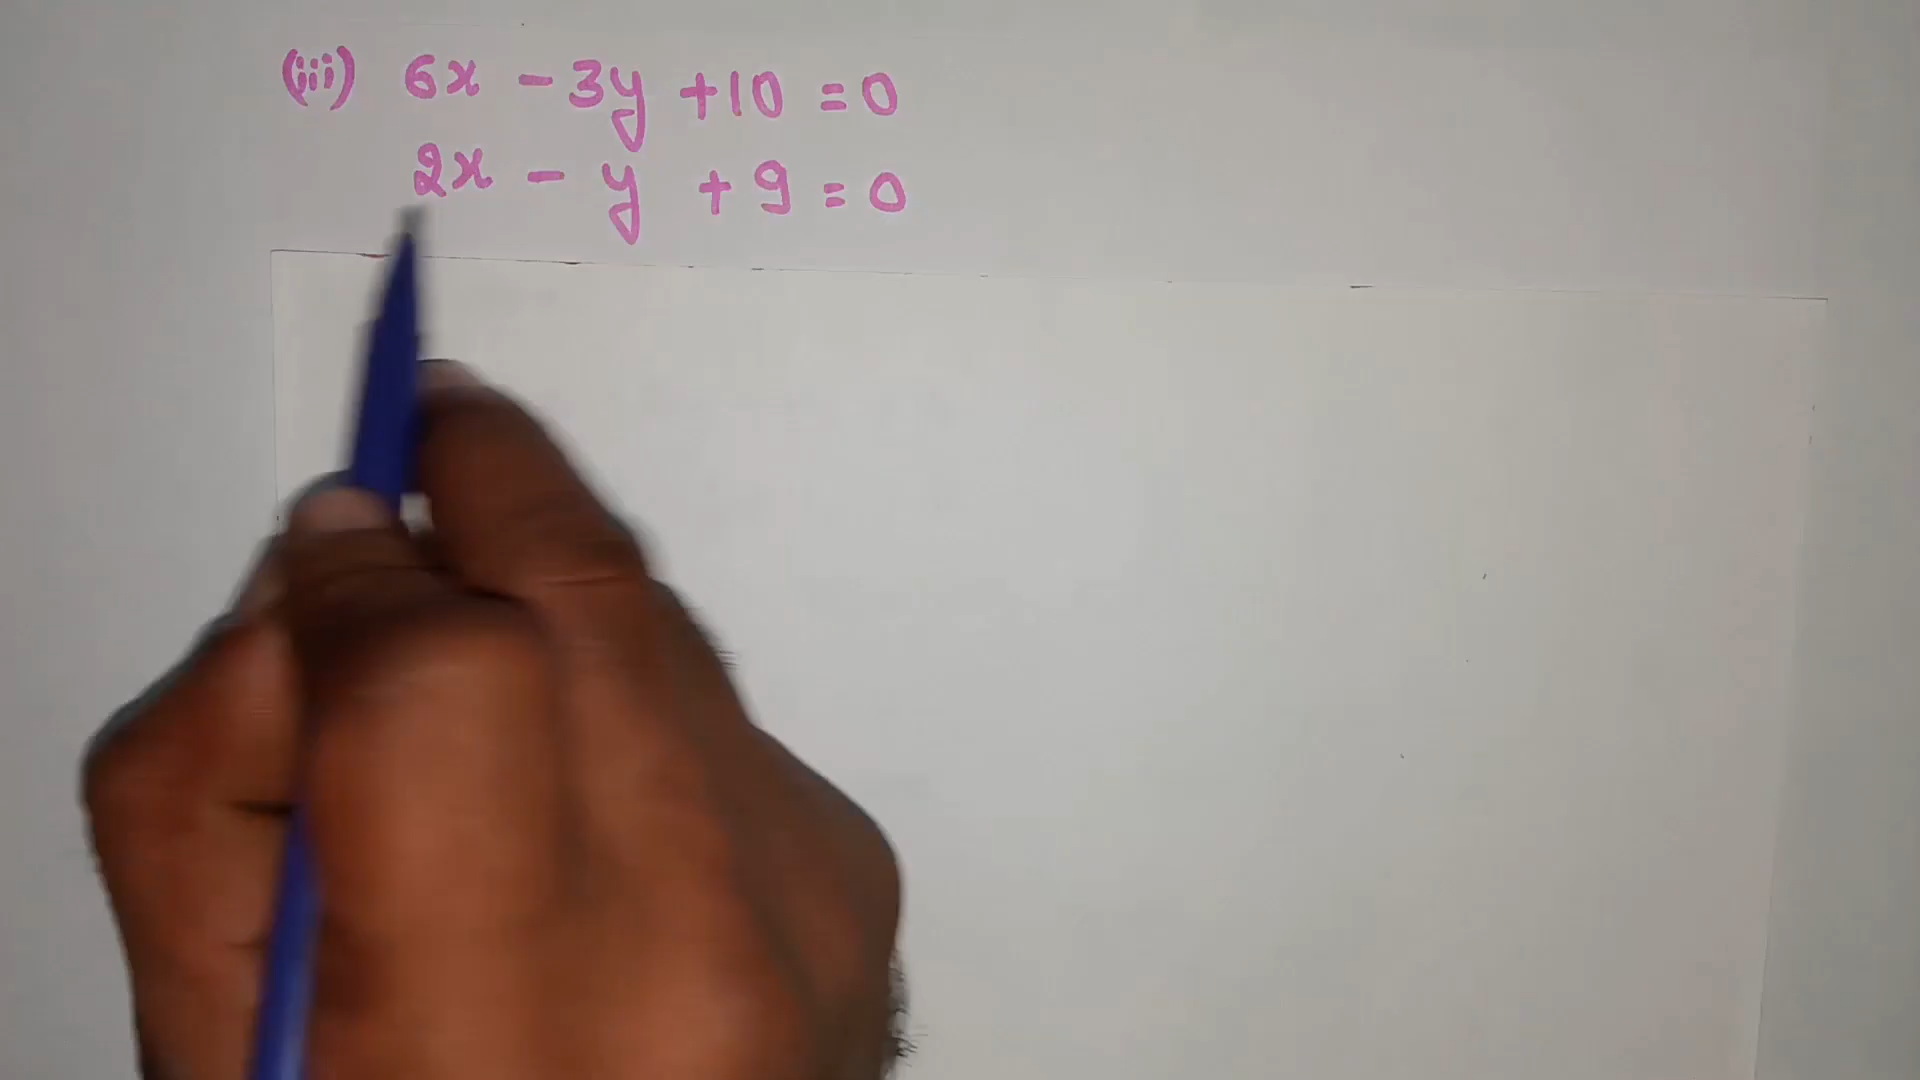 (iii) 6x - 3y + 10 = 0
2x - y + 9 = 0